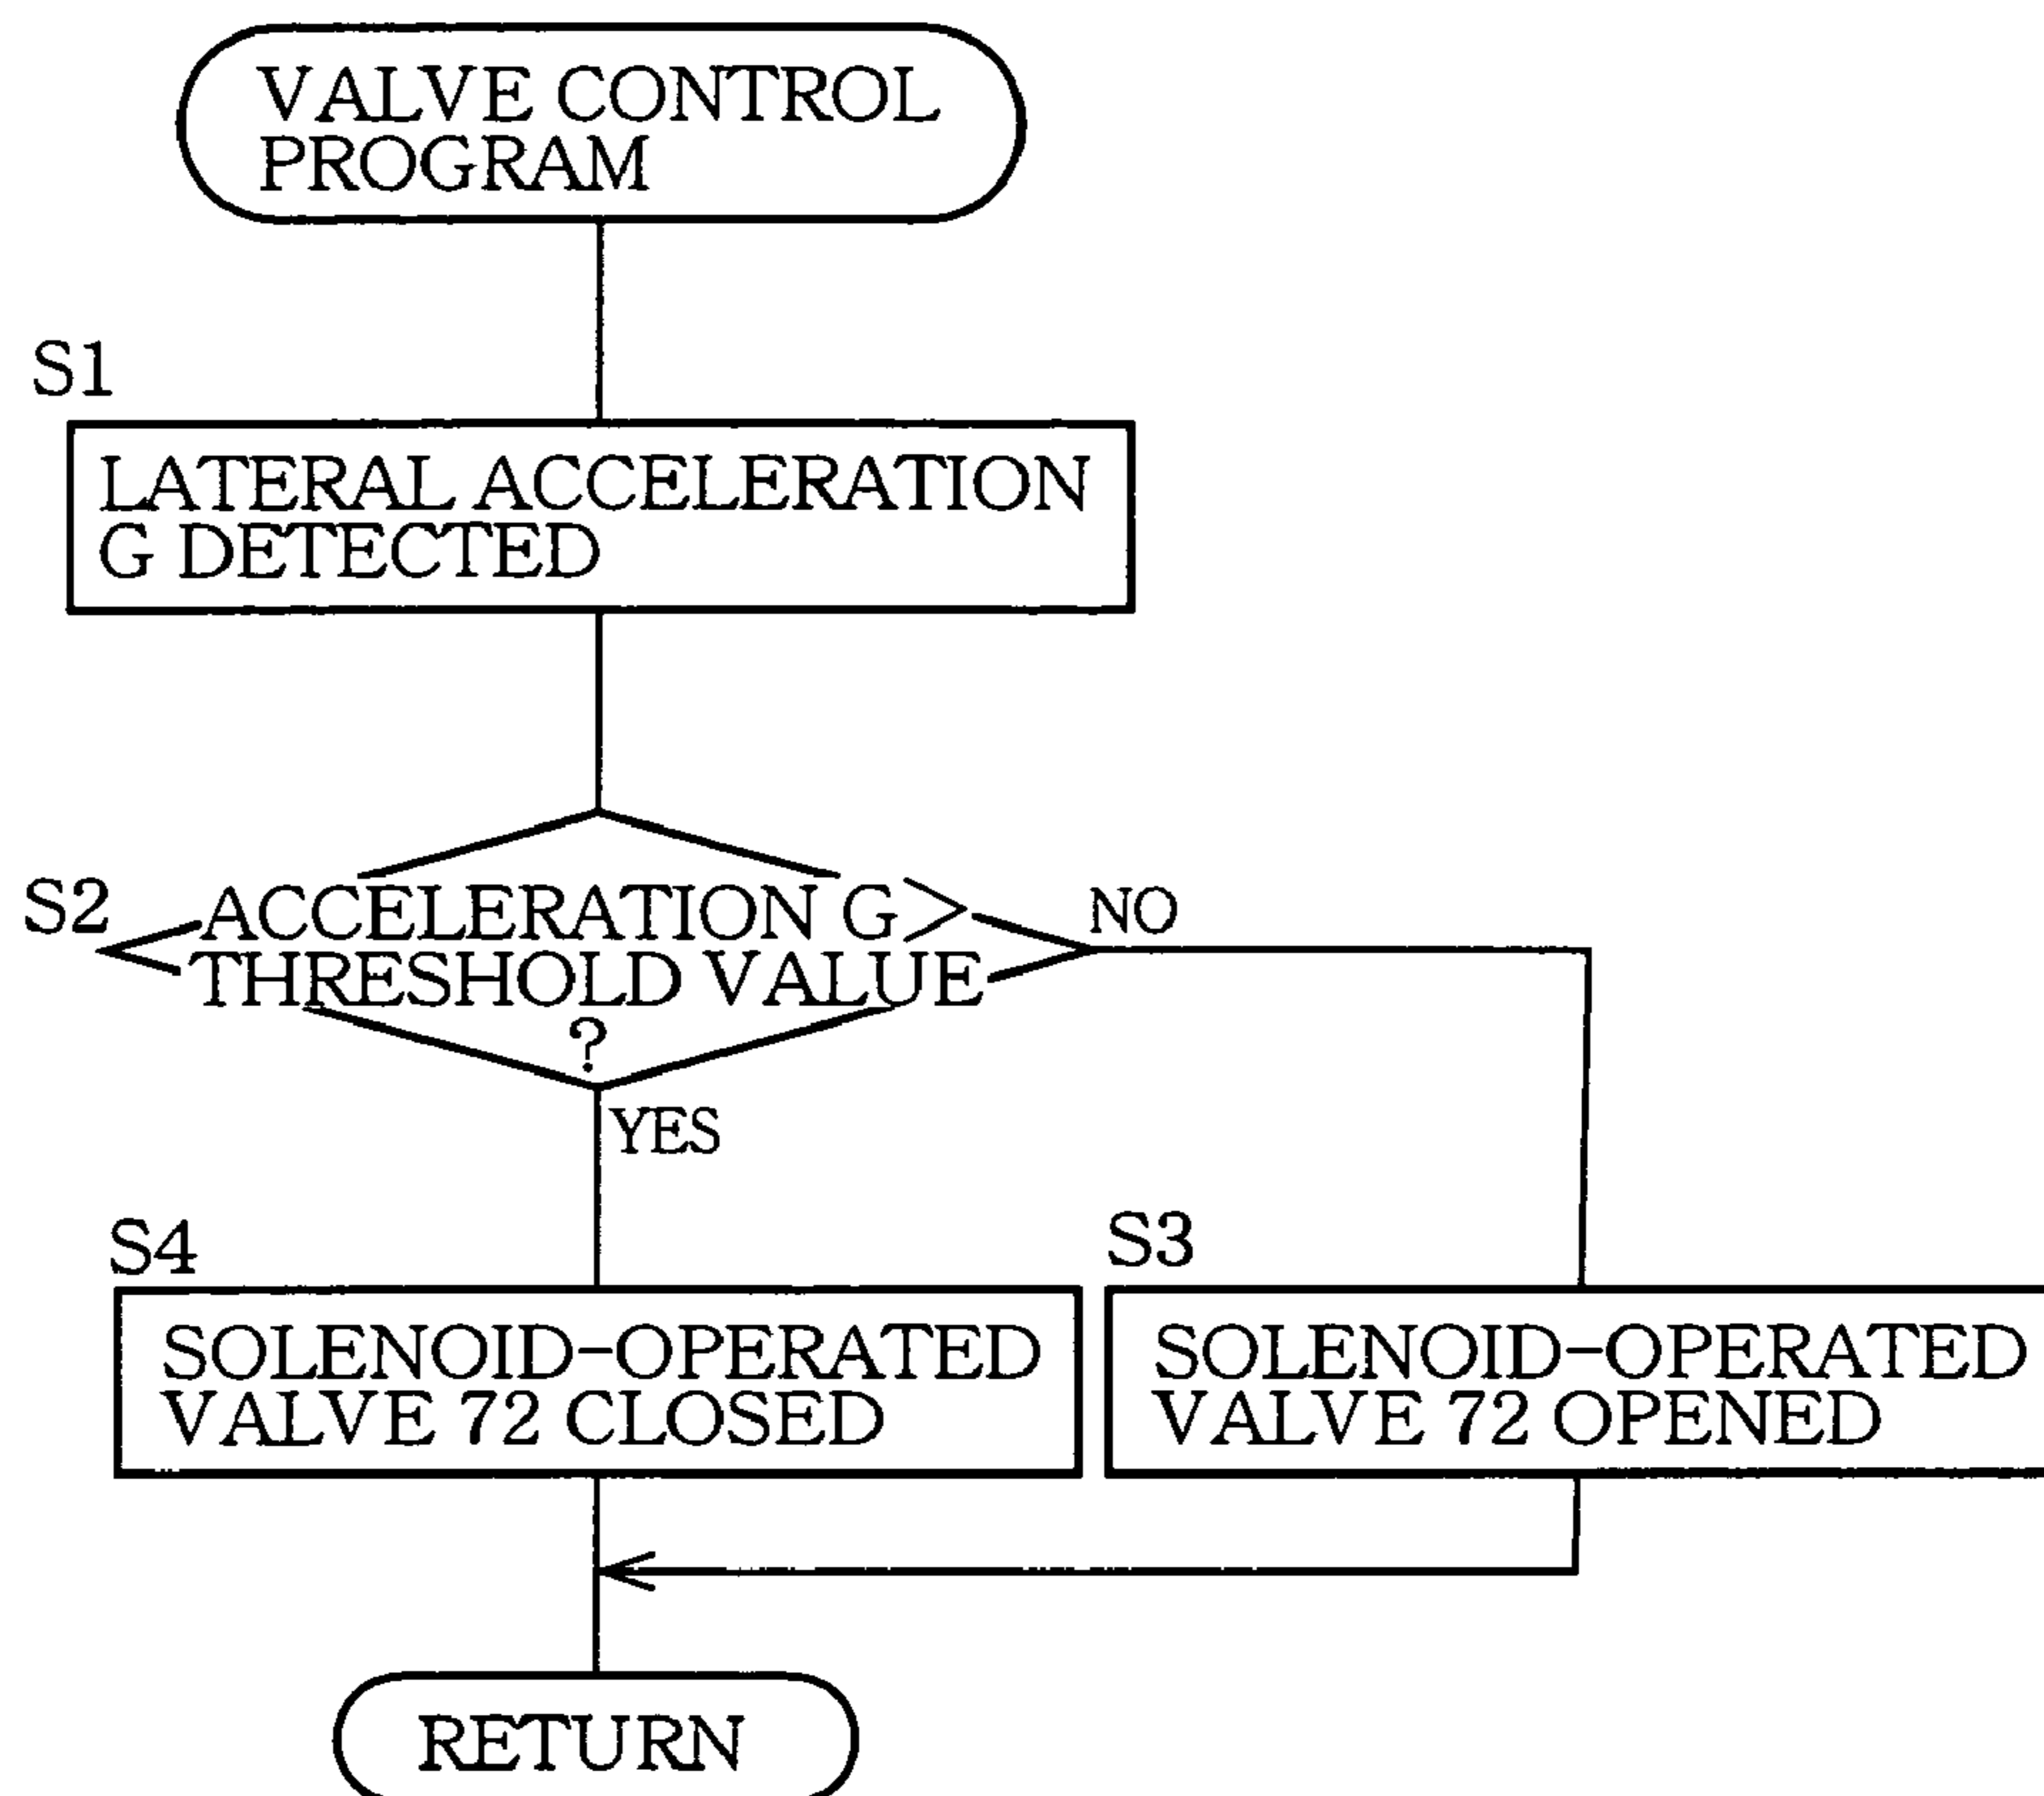 VALVE CONTROL
PROGRAM
S1
LATERAL ACCELERATION
G DETECTED
S2
ACCELERATION G>
THRESHOLD VALUE
?
NO
YES
S4
SOLENOID-OPERATED
VALVE 72 CLOSED
S3
SOLENOID-OPERATED
VALVE 72 OPENED
RETURN